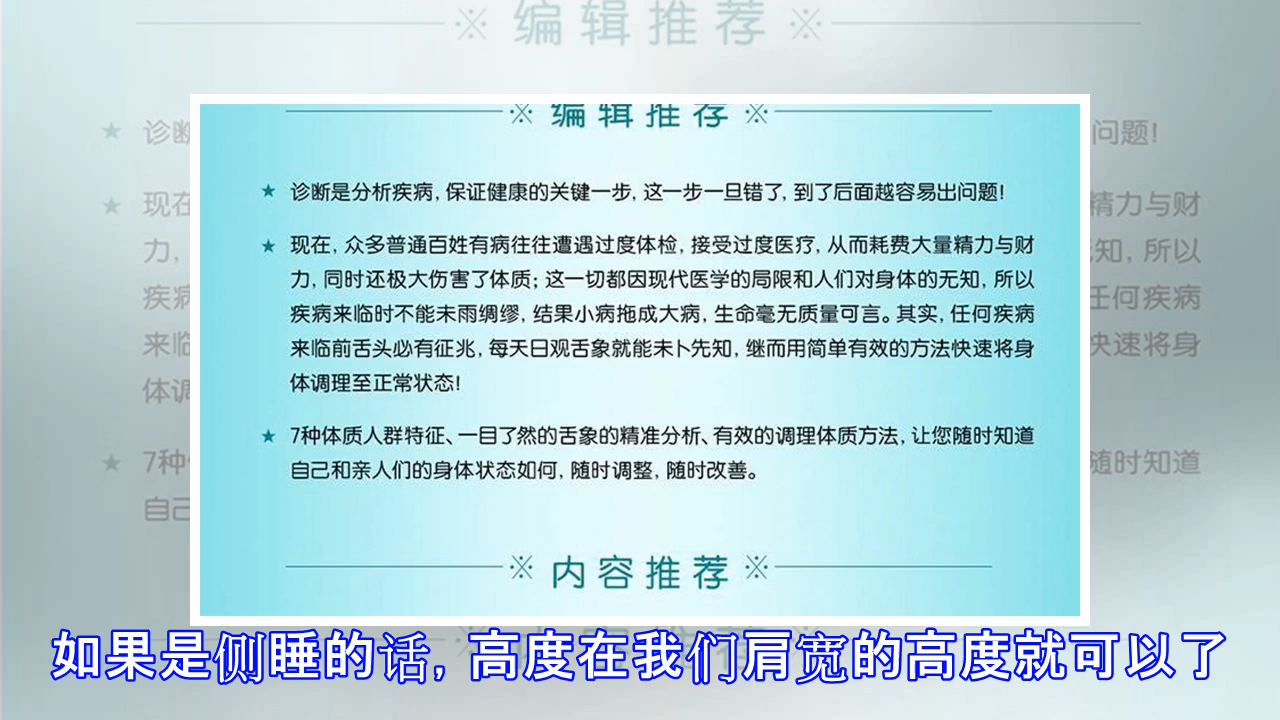 ※ 编辑推荐 ※
※ 编辑推荐 ※
★ 诊断是分析疾病, 保证健康的关键一步, 这一步一旦错了, 到了后面越容易出问题!
★ 现在, 众多普通百姓有病往往遭遇过度体检, 接受过度医疗, 从而耗费大量精力与财
力, 同时还极大伤害了体质; 这一切都因现代医学的局限和人们对身体的无知, 所以
疾病来临时不能未雨绸缪, 结果小病拖成大病, 生命毫无质量可言。其实, 任何疾病
来临前舌头必有征兆, 每天日观舌象就能未卜先知, 继而用简单有效的方法快速将身
体调理至正常状态!
★ 7种体质人群特征、一目了然的舌象的精准分析、有效的调理体质方法, 让您随时知道
自己和亲人们的身体状态如何, 随时调整, 随时改善。
※ 内容推荐 ※
如果是侧睡的话, 高度在我们肩宽的高度就可以了